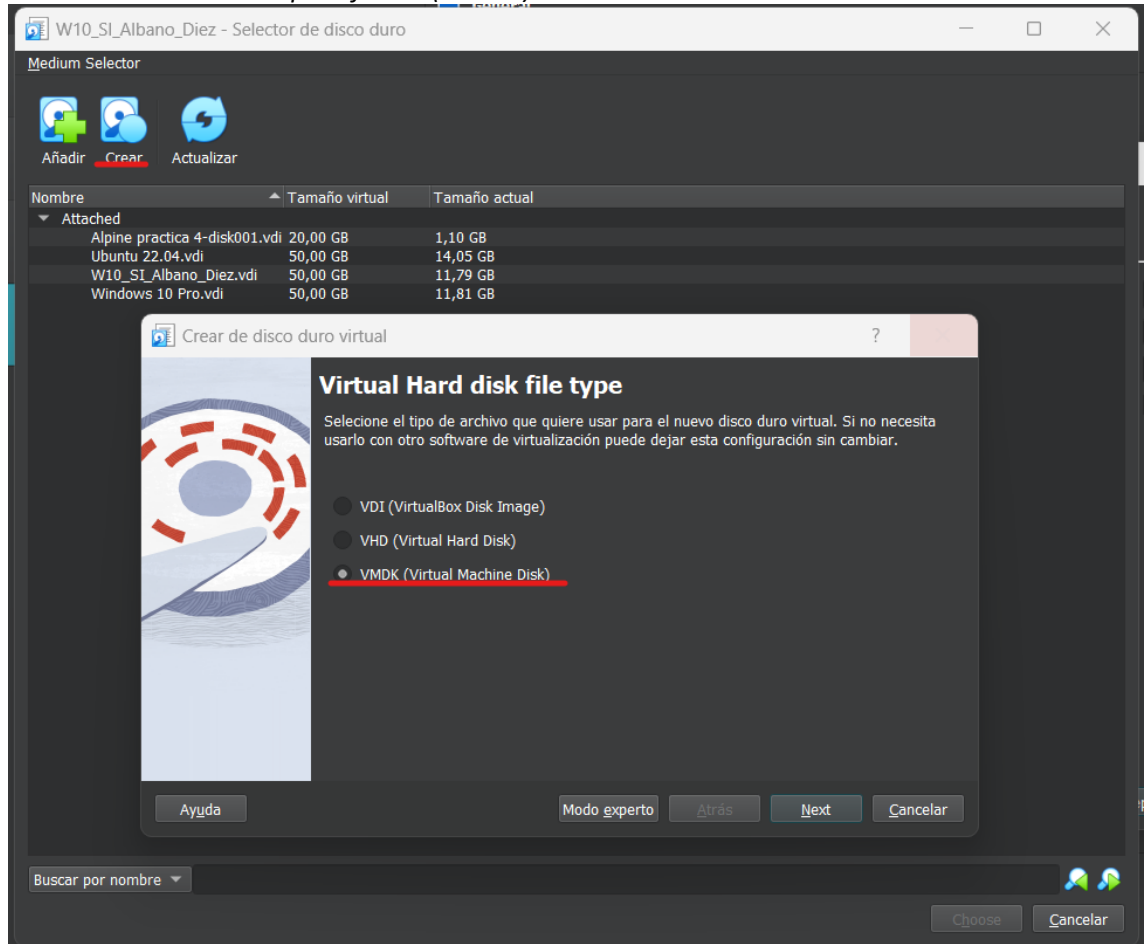 General
W10_SI_Albano_Diez - Selector de disco duro
Medium Selector
Añadir Crear Actualizar
Nombre Tamaño virtual Tamaño actual
Attached
Alpine practica 4-disk001.vdi 20,00 GB 1,10 GB
Ubuntu 22.04.vdi 50,00 GB 14,05 GB
W10_SI_Albano_Diez.vdi 50,00 GB 11,79 GB
Windows 10 Pro.vdi 50,00 GB 11,81 GB
Crear de disco duro virtual ?
Virtual Hard disk file type
Selecione el tipo de archivo que quiere usar para el nuevo disco duro virtual. Si no necesita
usarlo con otro software de virtualización puede dejar esta configuración sin cambiar.
VDI (VirtualBox Disk Image)
VHD (Virtual Hard Disk)
VMDK (Virtual Machine Disk)
Ayuda Modo experto Atrás Next Cancelar
Buscar por nombre
Choose Cancelar